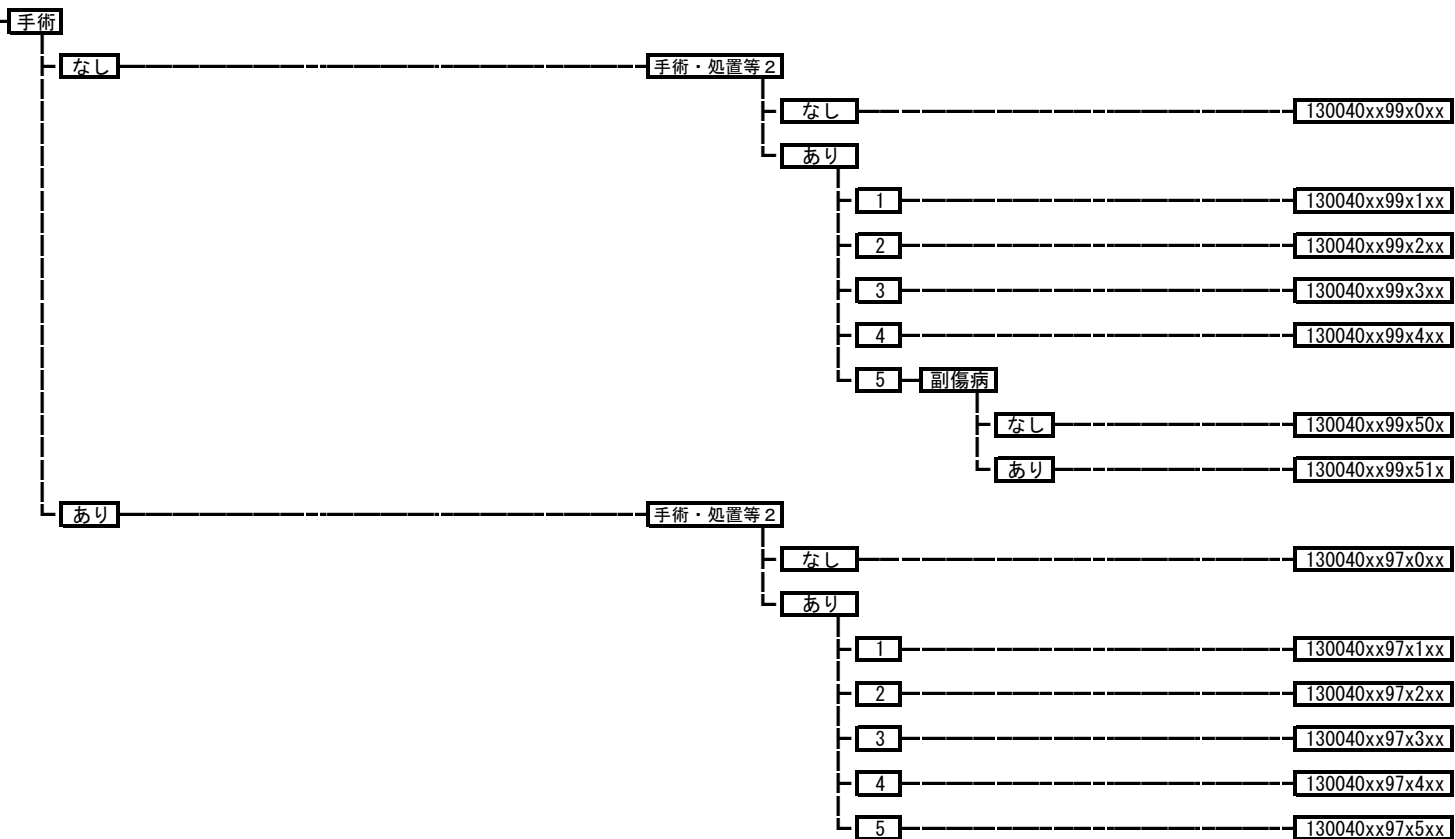 手術
なし 手術・処置等2
なし 130040xx99x0xx
あり
1 130040xx99x1xx
2 130040xx99x2xx
3 130040xx99x3xx
4 130040xx99x4xx
5 副傷病
なし 130040xx99x50x
あり 130040xx99x51x
あり 手術・処置等2
なし 130040xx97x0xx
あり
1 130040xx97x1xx
2 130040xx97x2xx
3 130040xx97x3xx
4 130040xx97x4xx
5 130040xx97x5xx